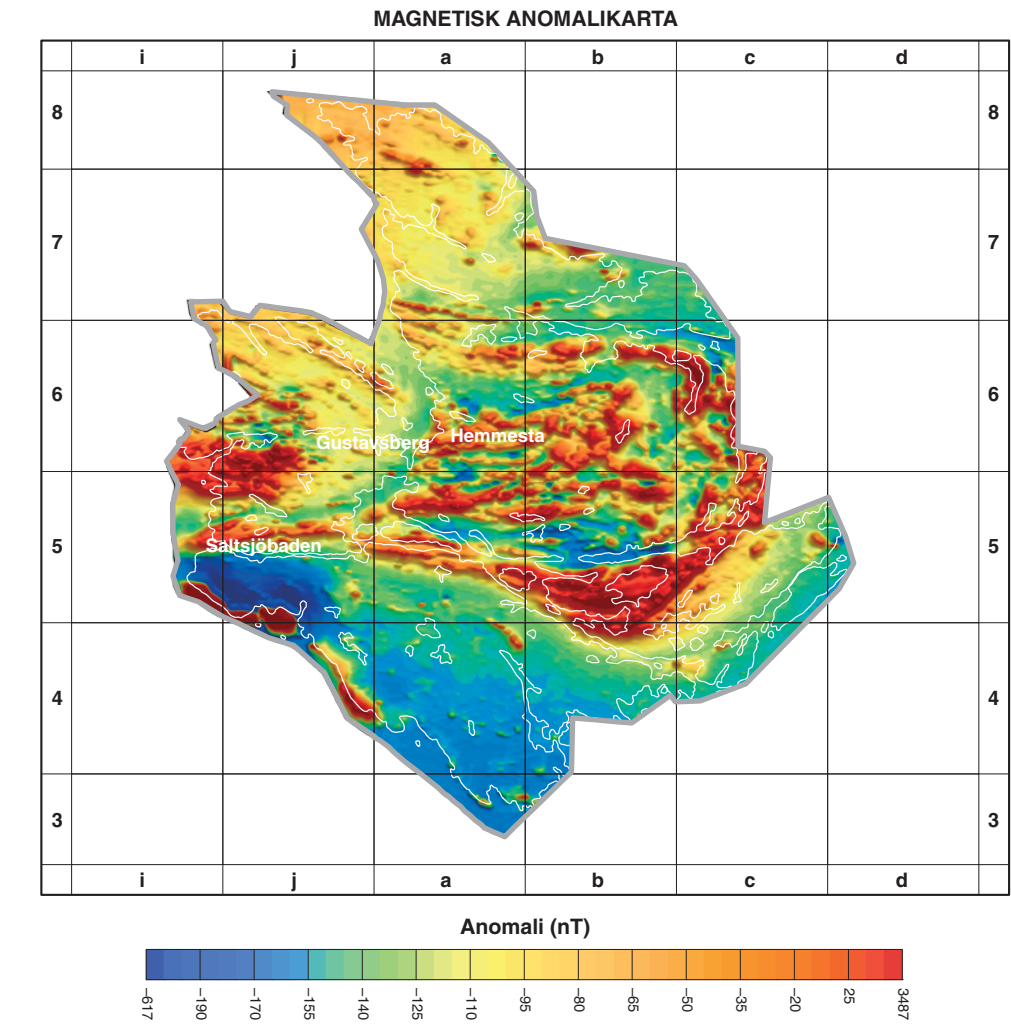 MAGNETISK ANOMALIKARTA
i j a b c d
8 8
7 7
6 6
Gustavsberg Hemmesta
5 5
Saltsjöbaden
4 4
3 3
i j a b c d
Anomali (nT)
−617 −190 −170 −155 −140 −125 −110 −95 −80 −65 −50 −35 −20 25 3487